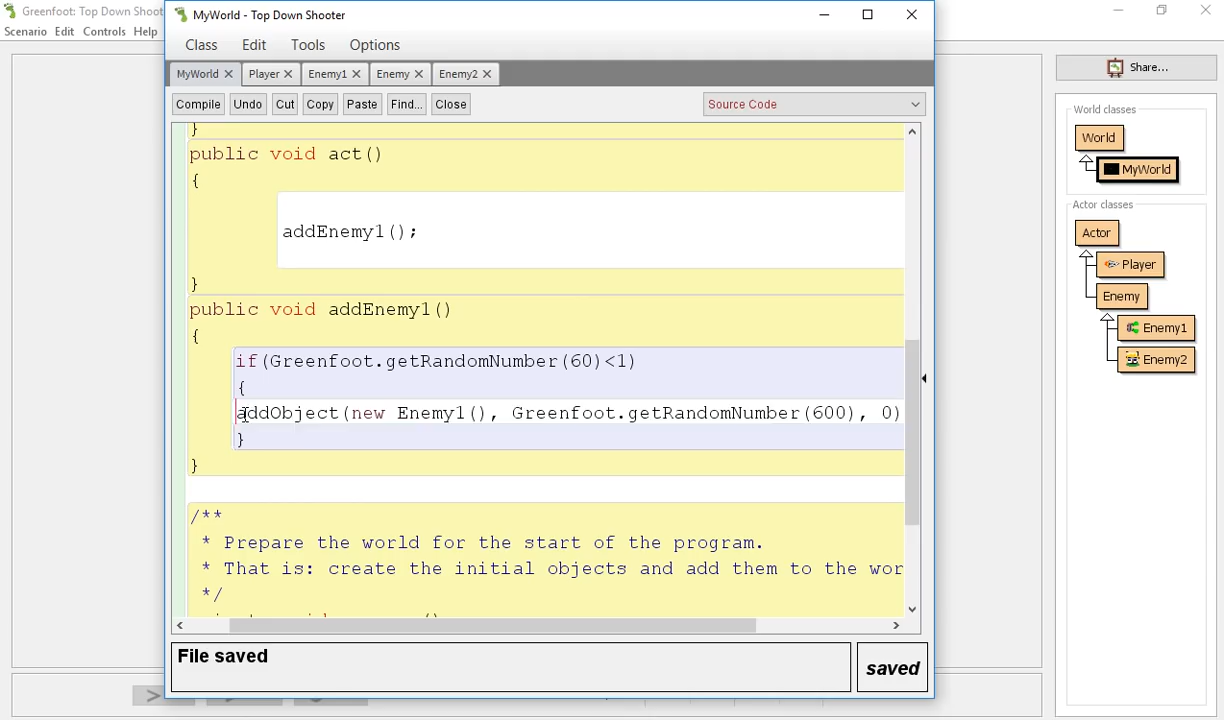 Greenfoot: Top Down Shoot
Scenario Edit Controls Help
MyWorld - Top Down Shooter
Class Edit Tools Options
MyWorld Player Enemy1 Enemy Enemy2
Compile Undo Cut Copy Paste Find... Close Source Code
}
public void act()
{
addEnemy1();
}
public void addEnemy1()
{
if(Greenfoot.getRandomNumber(60)<1)
{
addObject(new Enemy1(), Greenfoot.getRandomNumber(600), 0)
}
}
/**
* Prepare the world for the start of the program.
* That is: create the initial objects and add them to the wor
*/
File saved
saved
Share...
World classes
World
MyWorld
Actor classes
Actor
Player
Enemy
Enemy1
Enemy2